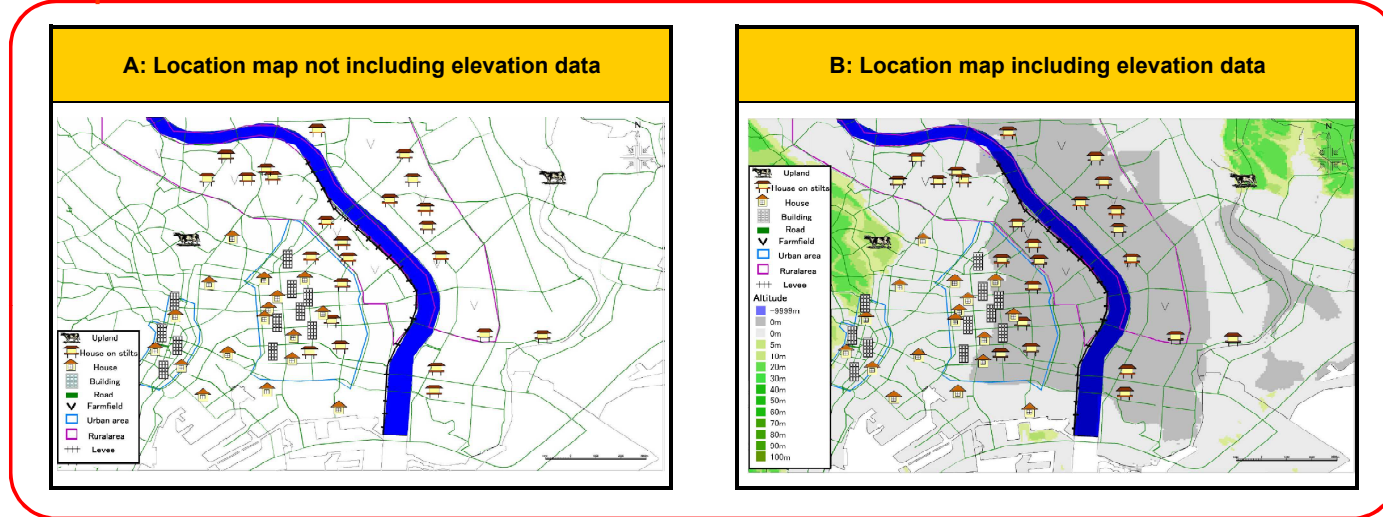 A: Location map not including elevation data
N
Upland
House on stilts
House
Building
Road
Farmfield
Urban area
Ruralarea
Levee
B: Location map including elevation data
N
Upland
House on stilts
House
Building
Road
Farmfield
Urban area
Ruralarea
Levee
Altitude
-9999m
0m
0m
5m
10m
20m
30m
40m
50m
60m
70m
80m
90m
100m